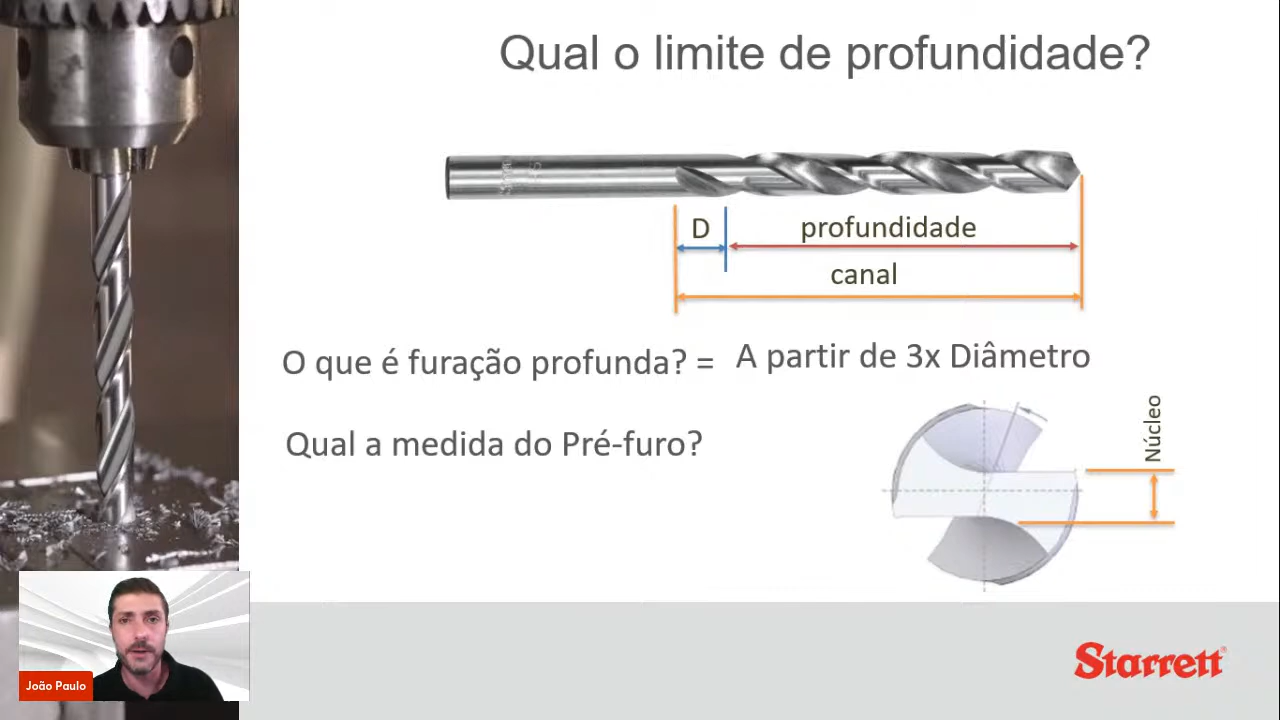 Qual o limite de profundidade?
D
profundidade
canal
O que é furação profunda? = A partir de 3x Diâmetro
Núcleo
Qual a medida do Pré-furo?
João Paulo
Starrett